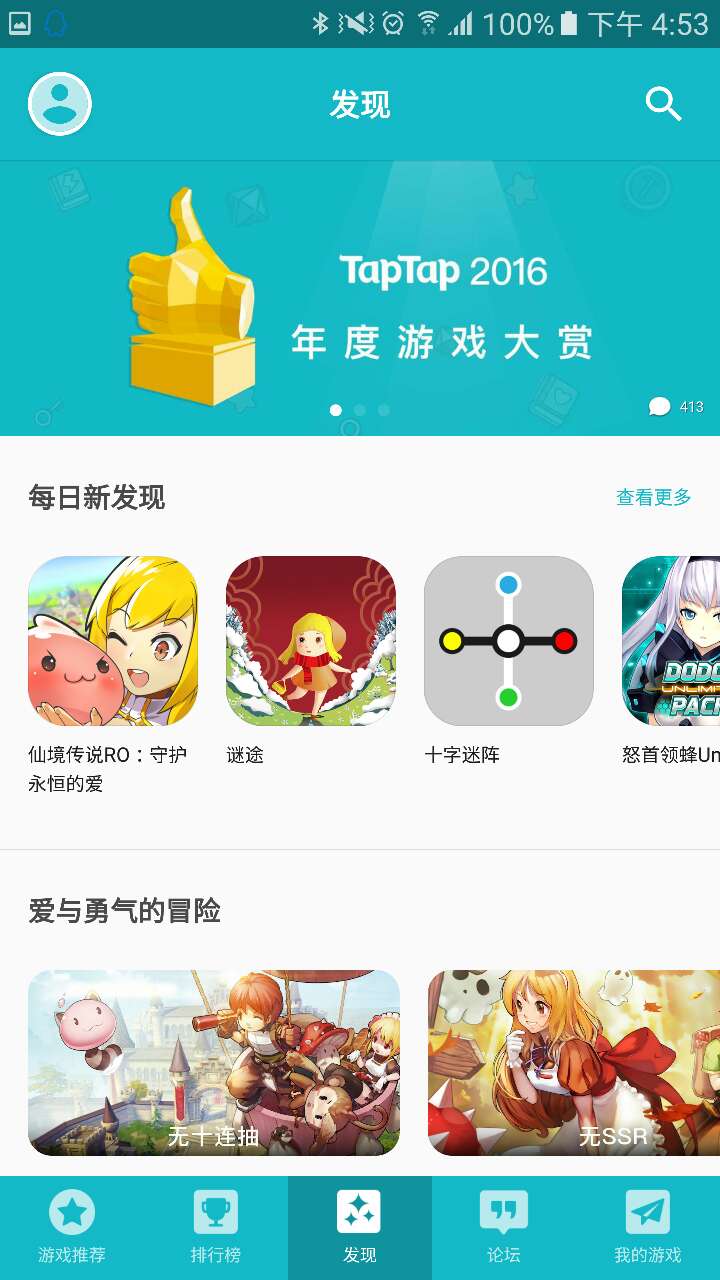 100% 下午 4:53
发现
TapTap 2016
年度游戏大赏
413
每日新发现
查看更多
仙境传说RO：守护
永恒的爱
谜途
十字迷阵
怒首领蜂Un
无十连抽
爱与勇气的冒险
无SSR
游戏推荐
排行榜
发现
论坛
我的游戏